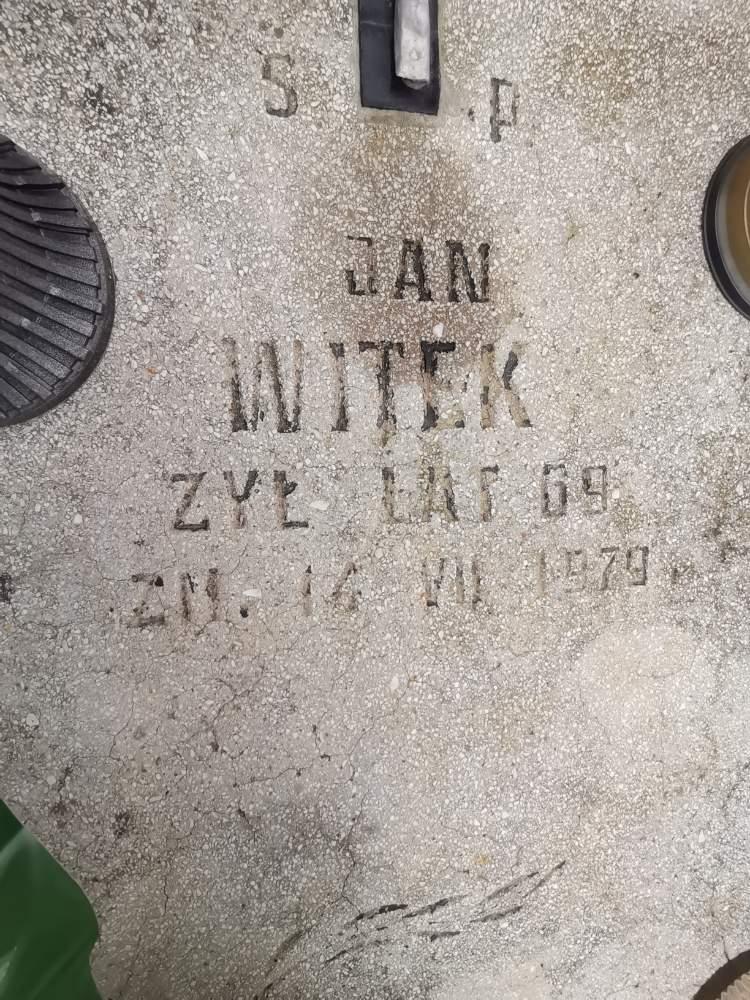 S p
JAN
WITEK
ŻYŁ LAT 69
ZM. 14 VII 1979 R.